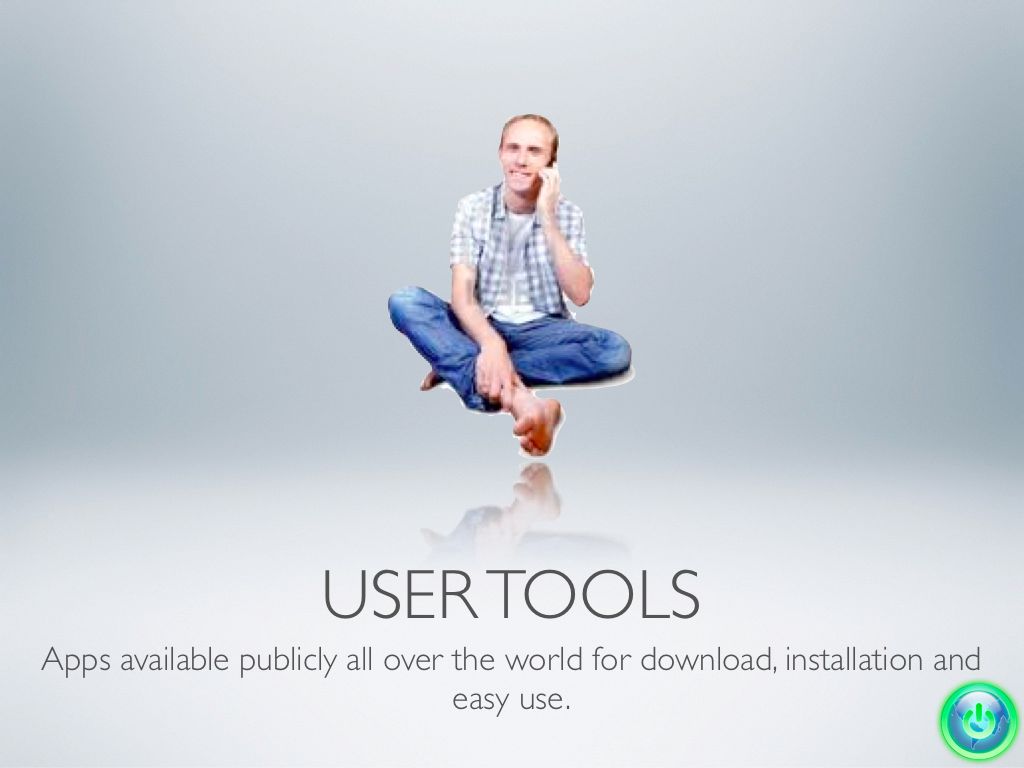 USER TOOLS
Apps available publicly all over the world for download, installation and
easy use.